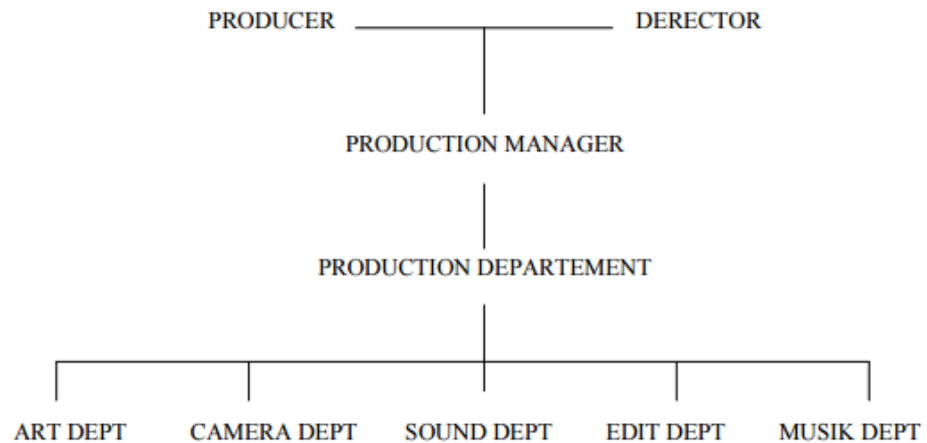 PRODUCER DERECTOR
PRODUCTION MANAGER
PRODUCTION DEPARTEMENT
ART DEPT CAMERA DEPT SOUND DEPT EDIT DEPT MUSIK DEPT